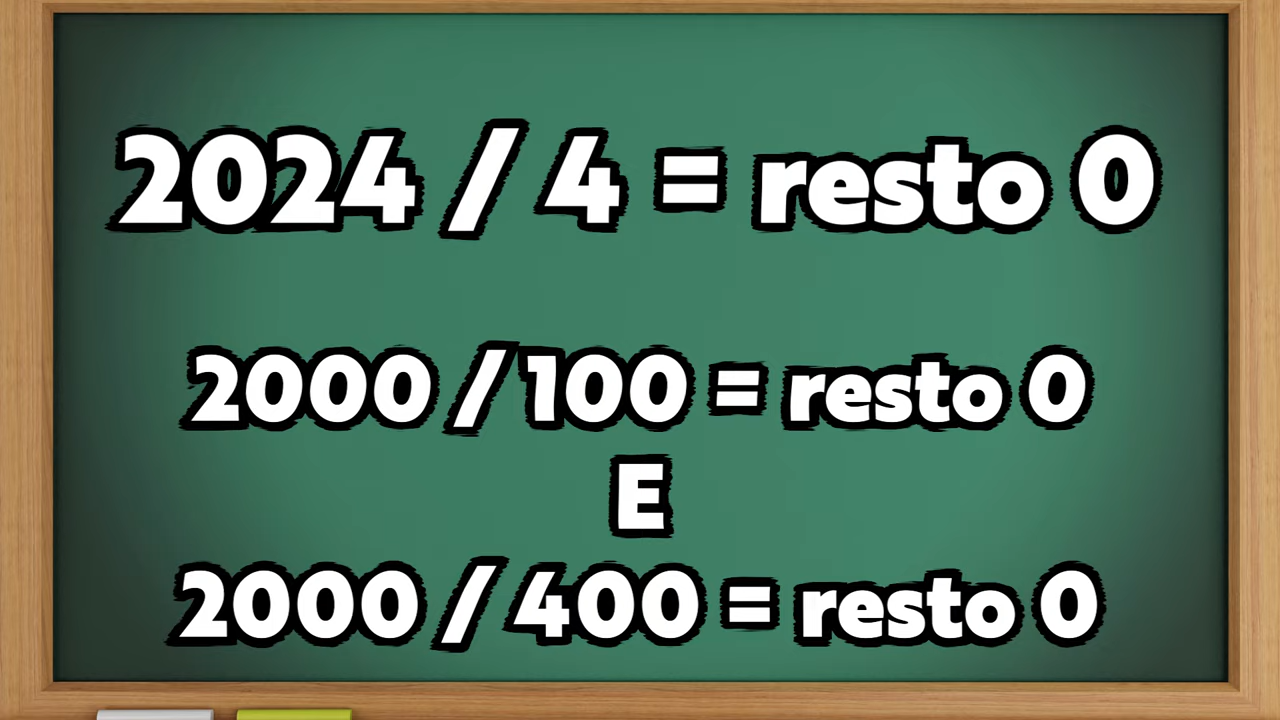 2024 / 4 = resto 0
2000 / 100 = resto 0
E
2000 / 400 = resto 0